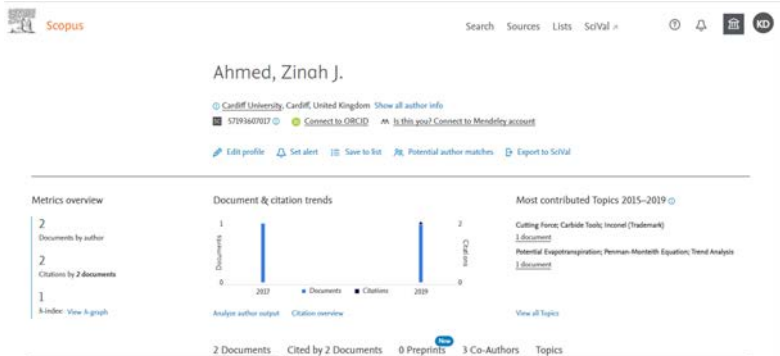 Scopus
Search Sources Lists SciVal ↗
KD
Ahmed, Zinah J.
Cardiff University, Cardiff, United Kingdom Show all author info
SC 57193607017 Connect to ORCID Is this you? Connect to Mendeley account
Edit profile Set alert Save to list Potential author matches Export to SciVal
Metrics overview
2
Documents by author
2
Citations by 2 documents
1
h-index: View h-graph
Document & citation trends
1
0
Documents
2
0
Citations
2017
2019
Documents Citations
Analyze author output Citation overview
Most contributed Topics 2015–2019
Cutting Force; Carbide Tools; Inconel (Trademark)
1 document
Potential Evapotranspiration; Penman-Monteith Equation; Trend Analysis
1 document
View all Topics
New
2 Documents Cited by 2 Documents 0 Preprints 3 Co-Authors Topics